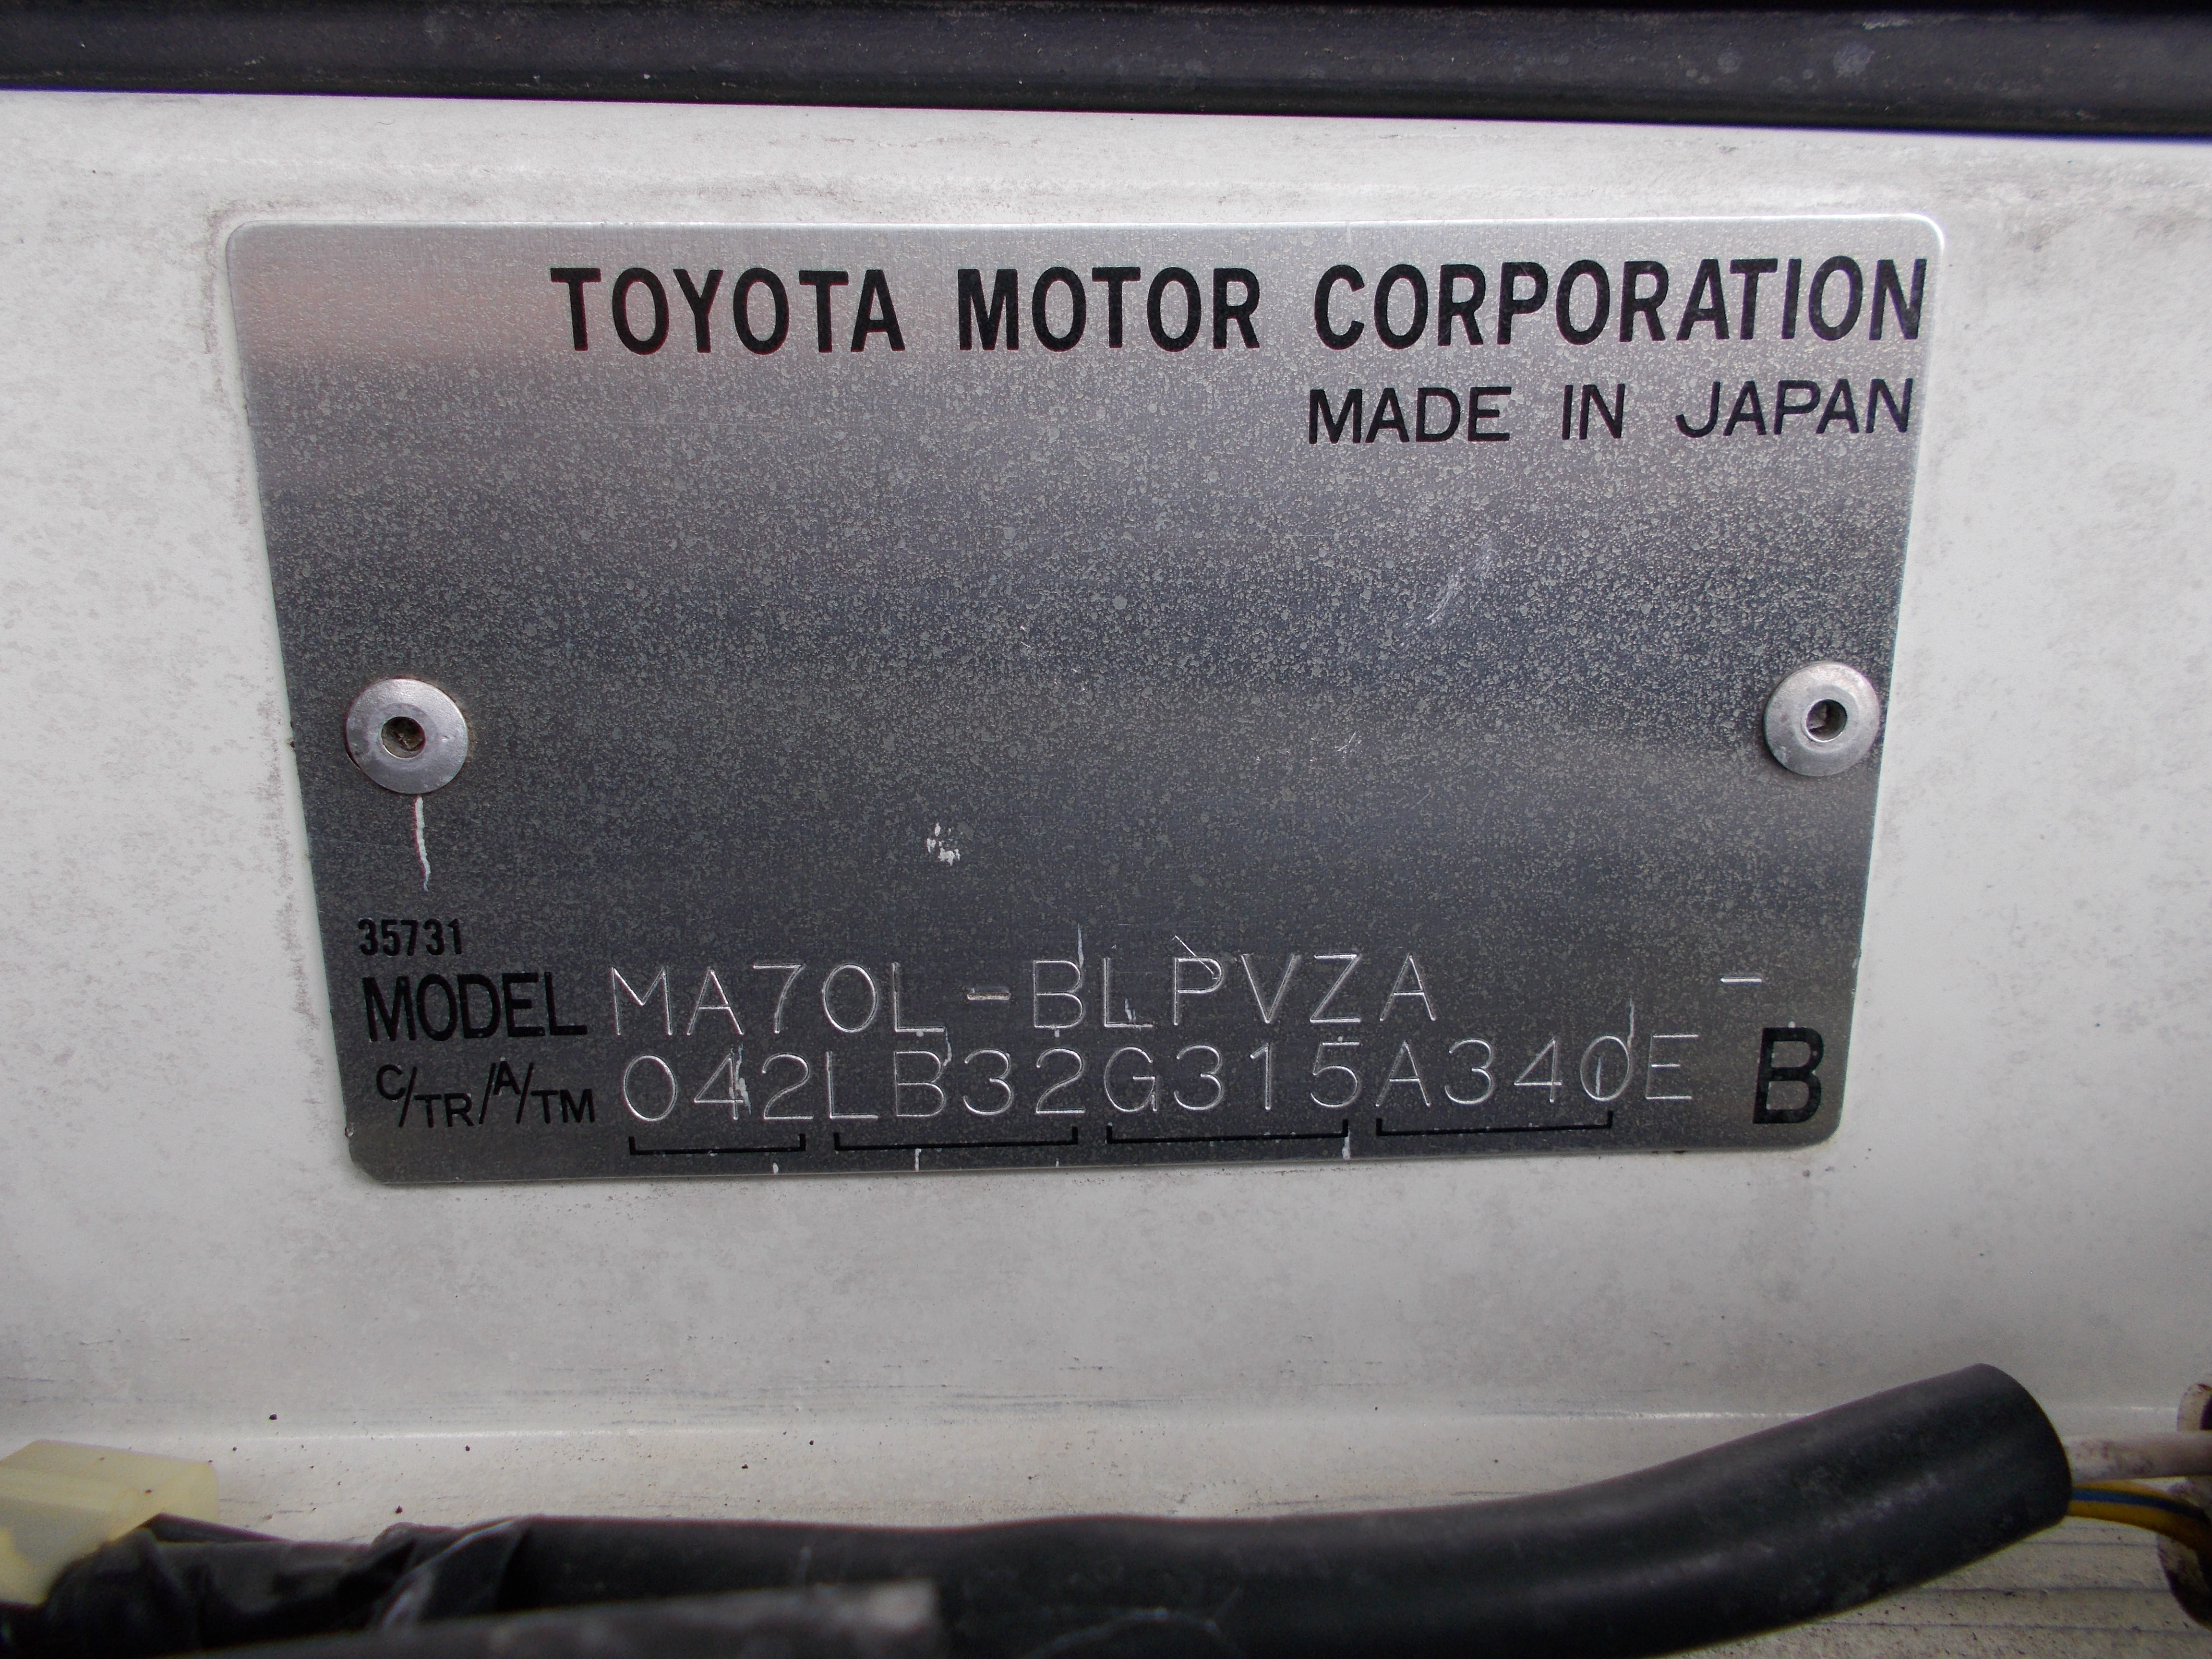 TOYOTA MOTOR CORPORATION
MADE IN JAPAN
35731
MODEL MA70L-BLPVZA -
C/TR/A/TM 042LB32G315A340E B